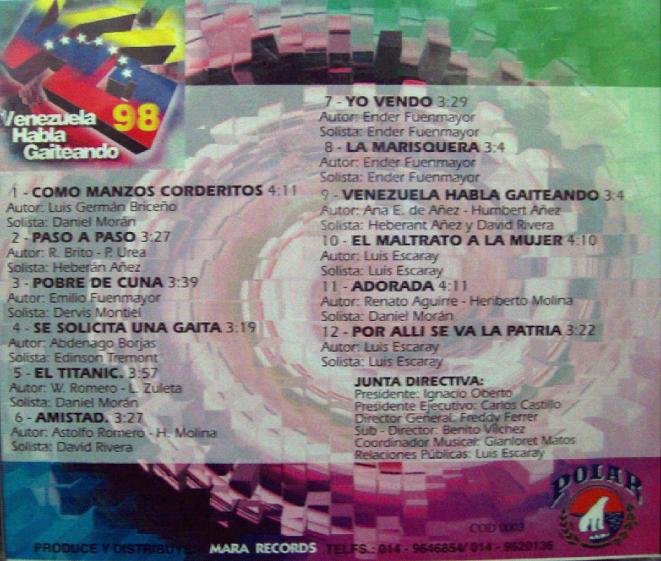 Venezuela 98
Habla
Gaiteando
1 - COMO MANZOS CORDERITOS 4:11
Autor: Luis Germán Briceño
Solista: Daniel Morán
2 - PASO A PASO 3:27
Autor: R. Brito - P. Urea
Solista: Heberán Añez
3 - POBRE DE CUNA 3:39
Autor: Emilio Fuenmayor
Solista: Dervis Montiel
4 - SE SOLICITA UNA GAITA 3:19
Autor: Abdenago Borjas
Solista: Edinson Tremont
5 - EL TITANIC. 3:57
Autor: W. Romero - L. Zuleta
Solista: Daniel Morán
6 - AMISTAD. 3:27
Autor: Astolfo Romero - H. Molina
Solista: David Rivera
7 - YO VENDO 3:29
Autor: Ender Fuenmayor
Solista: Ender Fuenmayor
8 - LA MARISQUERA 3:4
Autor: Ender Fuenmayor
Solista: Ender Fuenmayor
9 - VENEZUELA HABLA GAITEANDO 3:4
Autor: Ana E. de Añez - Humbert Añez
Solista: Heberant Añez y David Rivera
10 - EL MALTRATO A LA MUJER 4:10
Autor: Luis Escaray
Solista: Luis Escaray
11 - ADORADA 4:11
Autor: Renato Aguirre - Heriberto Molina
Solista: Daniel Morán
12 - POR ALLI SE VA LA PATRIA 3:22
Autor: Luis Escaray
Solista: Luis Escaray
JUNTA DIRECTIVA:
Presidente: Ignacio Oberto
Presidente Ejecutivo: Carlos Castillo
Director General: Freddy Ferrer
Sub - Director: Benito Vilchez
Coordinador Musical: Gianloret Matos
Relaciones Públicas: Luis Escaray
POLAR
COD 0003
PRODUCE Y DISTRIBUYE: MARA RECORDS TELFS.: 014 - 9646854/ 014 - 9620136